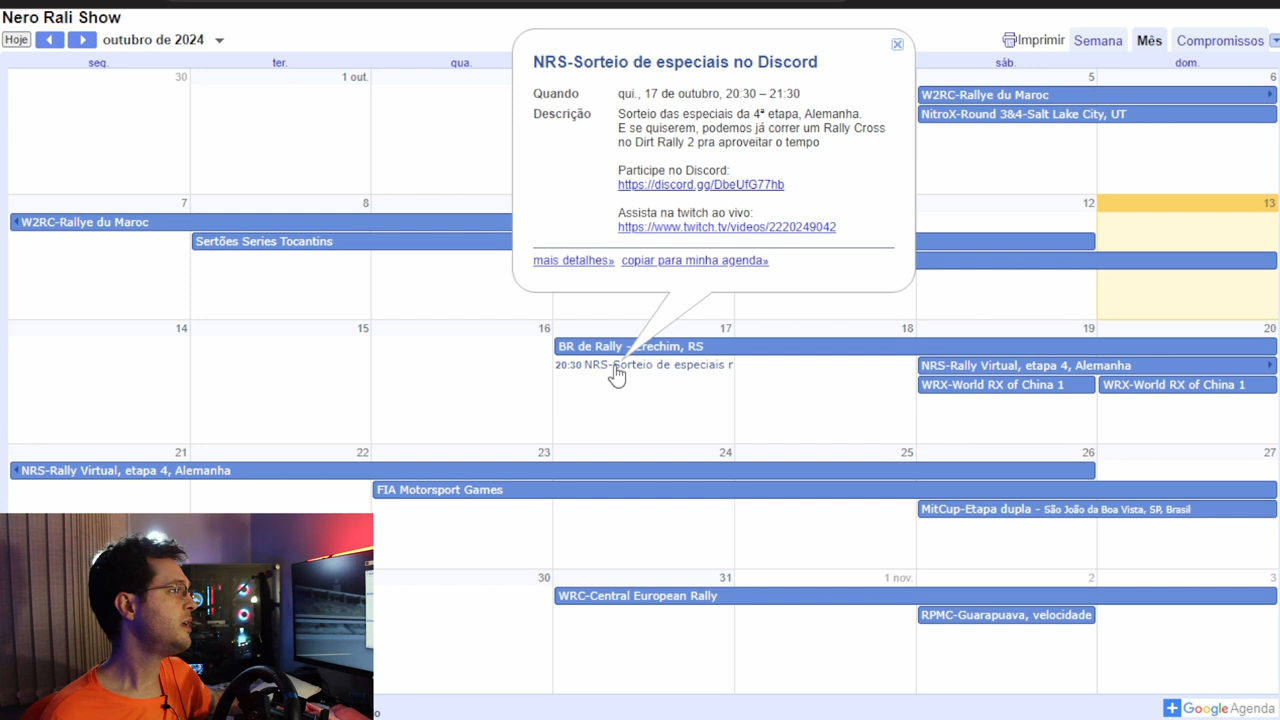 Nero Rali Show
Hoje
outubro de 2024
Imprimir
Semana
Mês
Compromissos
seg.
ter.
qua.
sáb.
dom.
30
1 out.
5
6
W2RC-Rallye du Maroc
NitroX-Round 3&4-Salt Lake City, UT
NRS-Sorteio de especiais no Discord
Quando qui., 17 de outubro, 20:30 – 21:30
Descrição Sorteio das especiais da 4ª etapa, Alemanha.
E se quiserem, podemos já correr um Rally Cross
no Dirt Rally 2 pra aproveitar o tempo
Participe no Discord:
https://discord.gg/DbeUfG77hb
Assista na twitch ao vivo:
https://www.twitch.tv/videos/2220249042
mais detalhes» copiar para minha agenda»
7
8
12
13
W2RC-Rallye du Maroc
Sertões Series Tocantins
14
15
16
17
18
19
20
BR de Rally - Erechim, RS
20:30 NRS-Sorteio de especiais r
NRS-Rally Virtual, etapa 4, Alemanha
WRX-World RX of China 1
WRX-World RX of China 1
21
22
23
24
25
26
27
NRS-Rally Virtual, etapa 4, Alemanha
FIA Motorsport Games
MitCup-Etapa dupla - São João da Boa Vista, SP, Brasil
30
31
1 nov.
2
3
WRC-Central European Rally
RPMC-Guarapuava, velocidade
Google Agenda